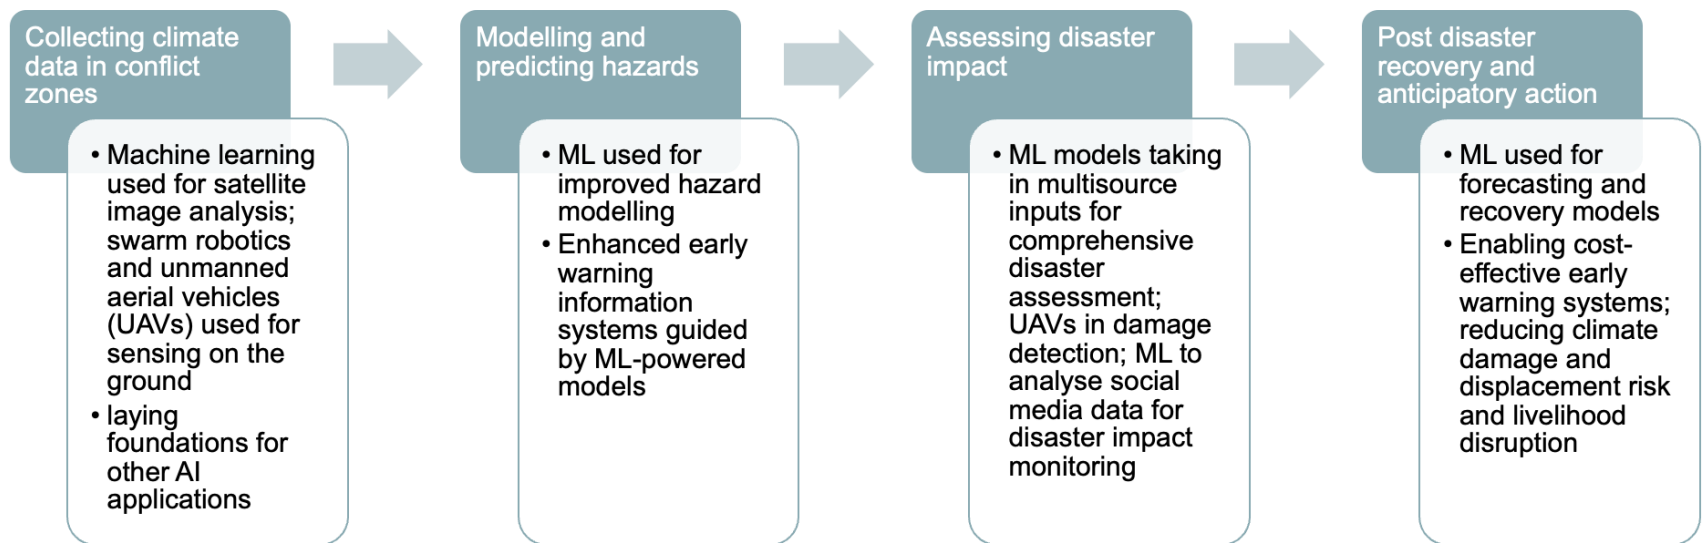 Collecting climate
data in conflict
zones
• Machine learning
used for satellite
image analysis;
swarm robotics
and unmanned
aerial vehicles
(UAVs) used for
sensing on the
ground
• laying
foundations for
other AI
applications
Modelling and
predicting hazards
• ML used for
improved hazard
modelling
• Enhanced early
warning
information
systems guided
by ML-powered
models
Assessing disaster
impact
• ML models taking
in multisource
inputs for
comprehensive
disaster
assessment;
UAVs in damage
detection; ML to
analyse social
media data for
disaster impact
monitoring
Post disaster
recovery and
anticipatory action
• ML used for
forecasting and
recovery models
• Enabling cost-
effective early
warning systems;
reducing climate
damage and
displacement risk
and livelihood
disruption